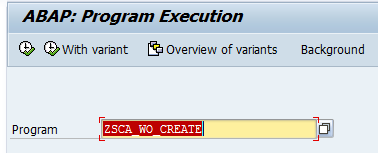 ABAP: Program Execution
With variant Overview of variants Background
Program ZSCA_WO_CREATE